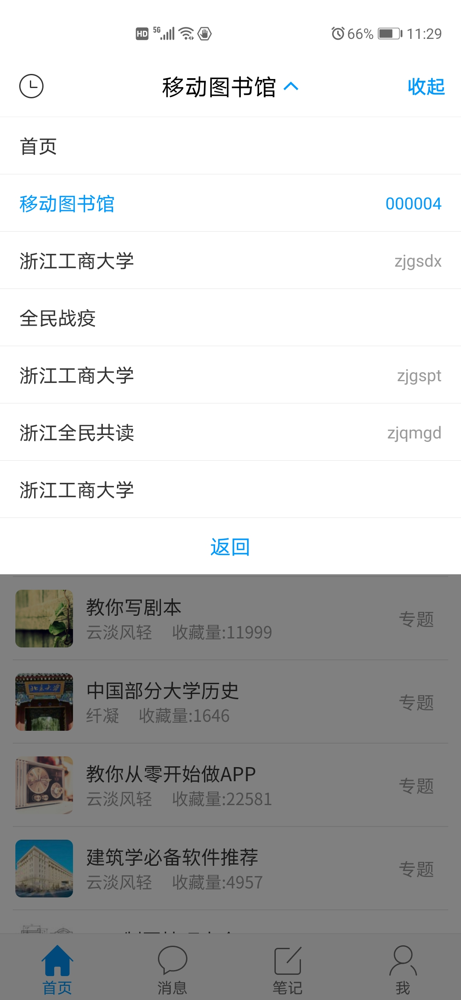 HD 5G 66% 11:29
移动图书馆 收起
首页
移动图书馆 000004
浙江工商大学 zjgsdx
全民战疫
浙江工商大学 zjgspt
浙江全民共读 zjqmgd
浙江工商大学
返回
教你写剧本
云淡风轻 收藏量:11999 专题
北京大学
中国部分大学历史
纤凝 收藏量:1646 专题
教你从零开始做APP
云淡风轻 收藏量:22581 专题
建筑学必备软件推荐
云淡风轻 收藏量:4957 专题
首页 消息 笔记 我